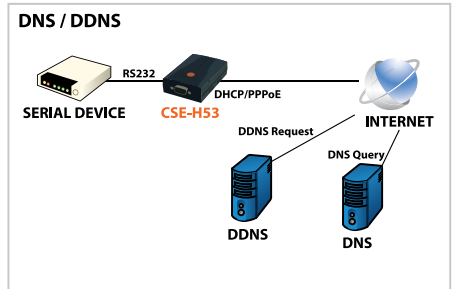 DNS / DDNS
RS232
DHCP/PPPoE
SERIAL DEVICE
CSE-H53
INTERNET
DDNS Request
DNS Query
DDNS
DNS